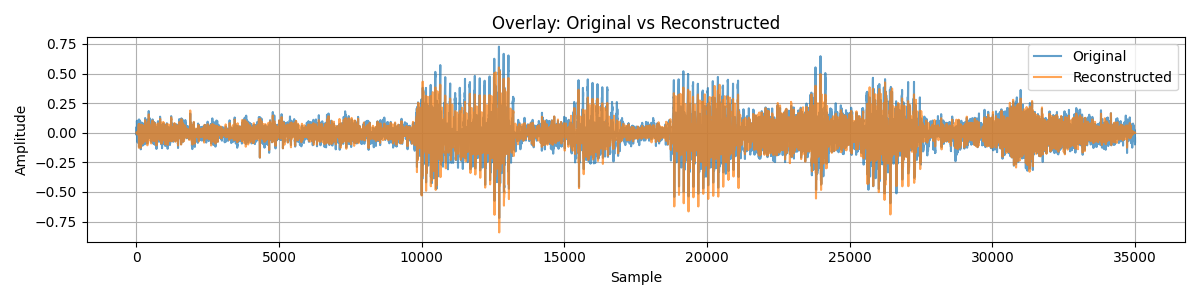 Overlay: Original vs Reconstructed
Original
Reconstructed
Amplitude
0.75
0.50
0.25
0.00
−0.25
−0.50
−0.75
0 5000 10000 15000 20000 25000 30000 35000
Sample